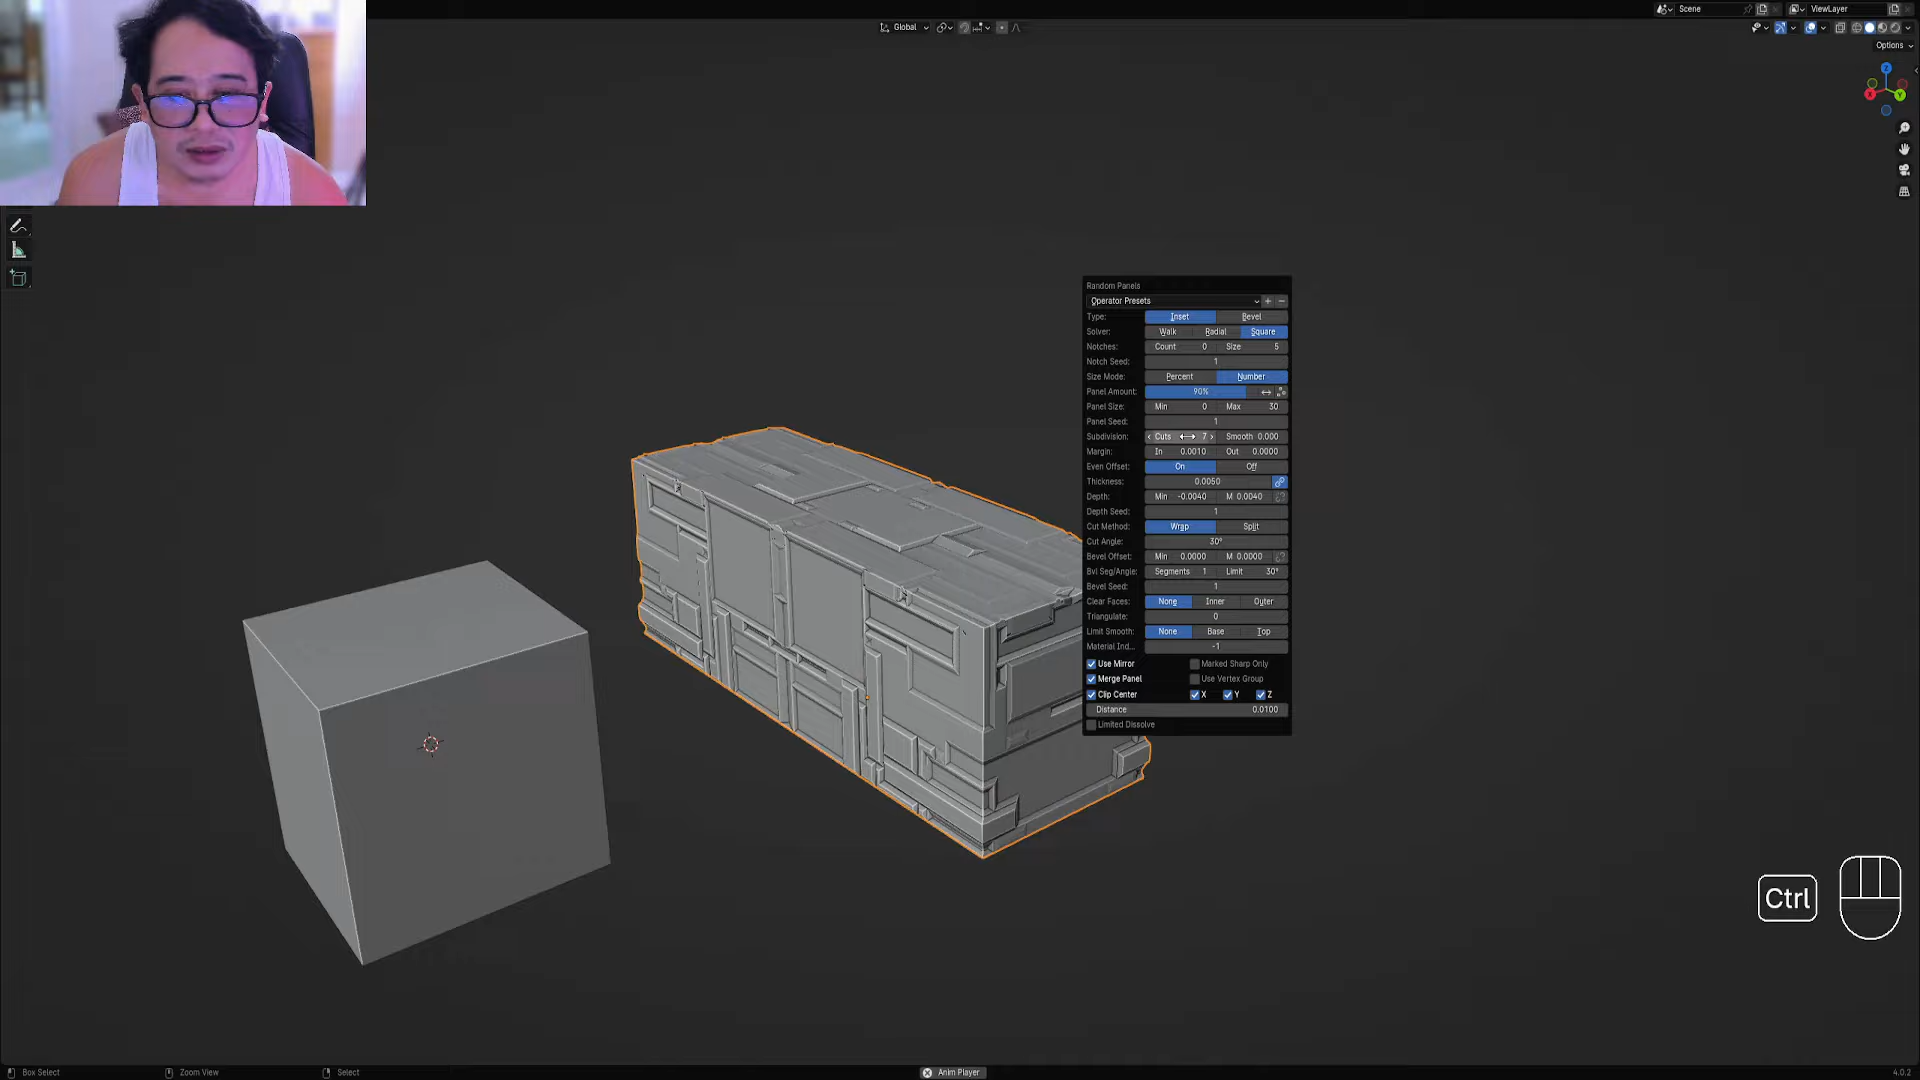 Scene
ViewLayer
Global
Options
Random Panels
Operator Presets
Type: Inset Bevel
Solver: Walk Radial Square
Notches: Count 0 Size 5
Notch Seed: 1
Size Mode: Percent Number
Panel Amount: 90%
Panel Size: Min 0 Max 30
Panel Seed: 1
Subdivision: Cuts 7 Smooth 0.000
Margin: In 0.0010 Out 0.0000
Even Offset: On Off
Thickness: 0.0050
Depth: Min -0.0040 M 0.0040
Depth Seed: 1
Cut Method: Wrap Split
Cut Angle: 30°
Bevel Offset: Min 0.0000 M 0.0000
Bvl Seg/Angle: Segments 1 Limit 30°
Bevel Seed: 1
Clear Faces: None Inner Outer
Triangulate: 0
Limit Smooth: None Base Top
Material Ind... -1
Use Mirror Marked Sharp Only
Merge Panel Use Vertex Group
Clip Center X Y Z
Distance 0.0100
Limited Dissolve
Ctrl
Box Select Zoom View Select Anim Player 4.0.2